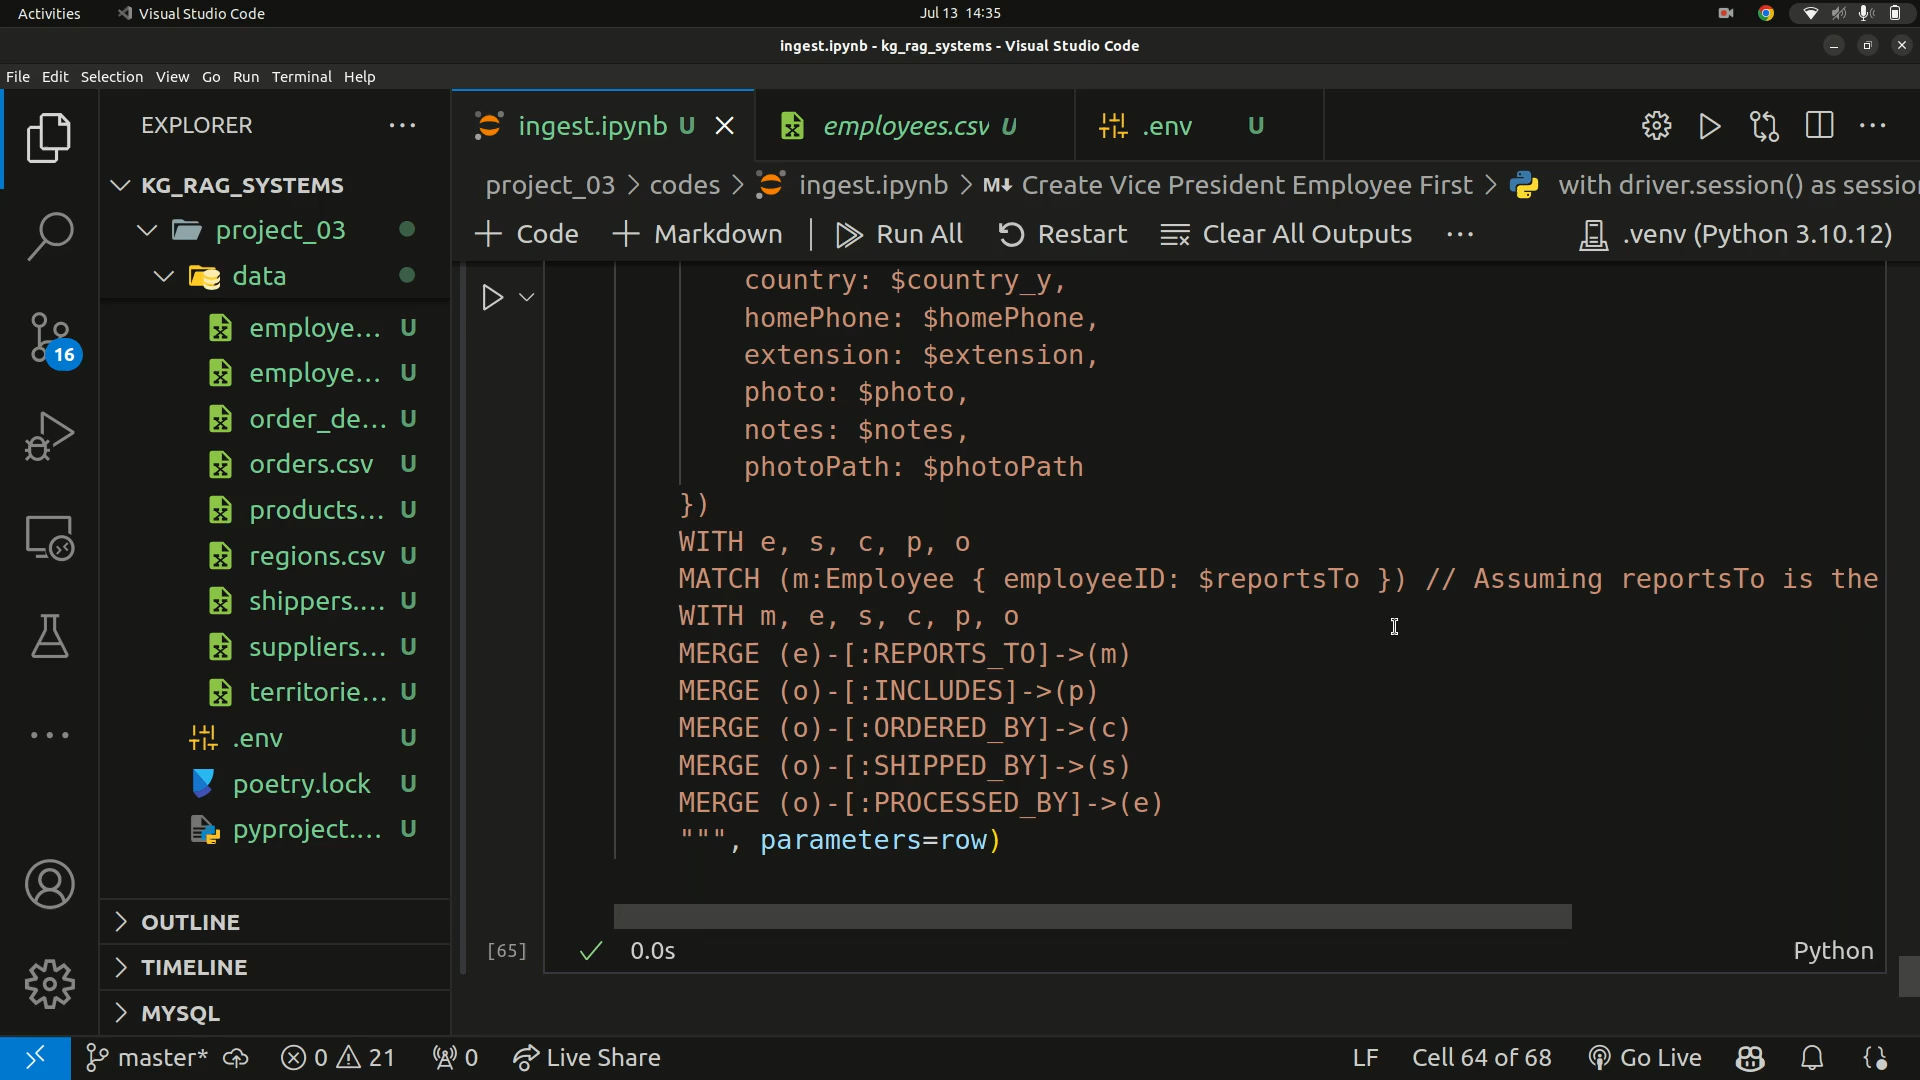 Activities Visual Studio Code Jul 13 14:35
ingest.ipynb - kg_rag_systems - Visual Studio Code
File Edit Selection View Go Run Terminal Help
EXPLORER ...
ingest.ipynb U
employees.csv U
.env U
KG_RAG_SYSTEMS
project_03 > codes > ingest.ipynb > M↓ Create Vice President Employee First > with driver.session() as sessio
project_03
+ Code + Markdown Run All Restart Clear All Outputs ... .venv (Python 3.10.12)
data
employe... U
employe... U
order_de... U
orders.csv U
products... U
regions.csv U
shippers.... U
suppliers... U
territorie... U
.env U
poetry.lock U
pyproject.... U
OUTLINE
TIMELINE
MYSQL
16
country: $country_y,
homePhone: $homePhone,
extension: $extension,
photo: $photo,
notes: $notes,
photoPath: $photoPath
})
WITH e, s, c, p, o
MATCH (m:Employee { employeeID: $reportsTo }) // Assuming reportsTo is the
WITH m, e, s, c, p, o
MERGE (e)-[:REPORTS_TO]->(m)
MERGE (o)-[:INCLUDES]->(p)
MERGE (o)-[:ORDERED_BY]->(c)
MERGE (o)-[:SHIPPED_BY]->(s)
MERGE (o)-[:PROCESSED_BY]->(e)
""", parameters=row)
[65] 0.0s Python
master* 0 21 0 Live Share LF Cell 64 of 68 Go Live